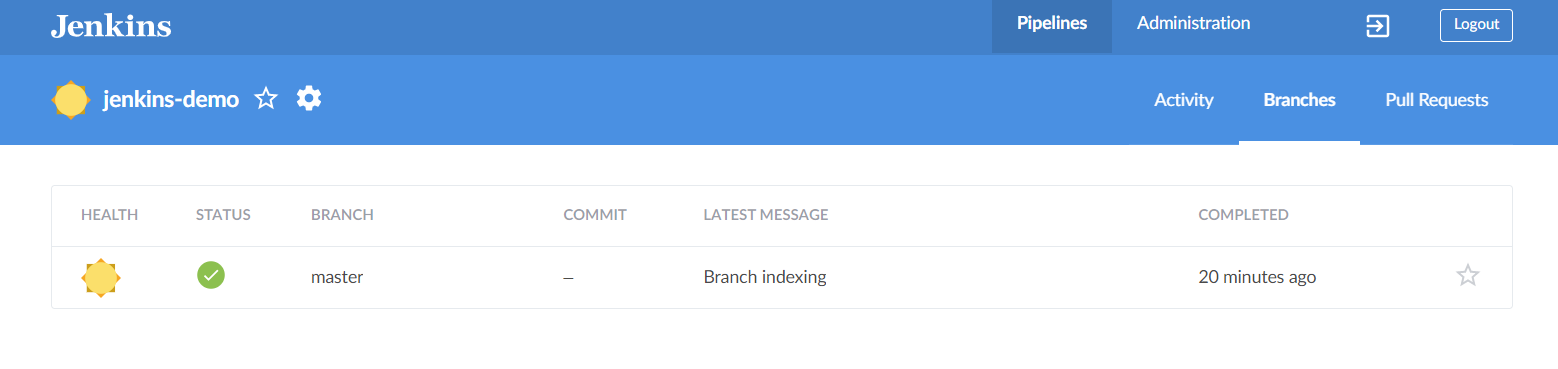 Jenkins Pipelines Administration Logout
jenkins-demo Activity Branches Pull Requests
HEALTH STATUS BRANCH COMMIT LATEST MESSAGE COMPLETED
master – Branch indexing 20 minutes ago